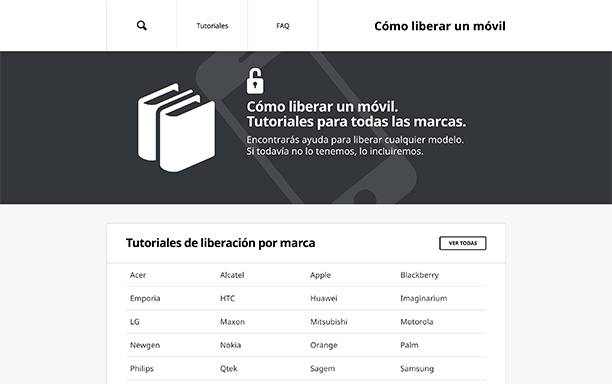 Tutoriales
FAQ
Cómo liberar un móvil
Cómo liberar un móvil.
Tutoriales para todas las marcas.
Encontrarás ayuda para liberar cualquier modelo.
Si todavía no lo tenemos, lo incluiremos.
Tutoriales de liberación por marca
VER TODAS
Acer Alcatel Apple Blackberry
Emporia HTC Huawei Imaginarium
LG Maxon Mitsubishi Motorola
Newgen Nokia Orange Palm
Philips Qtek Sagem Samsung